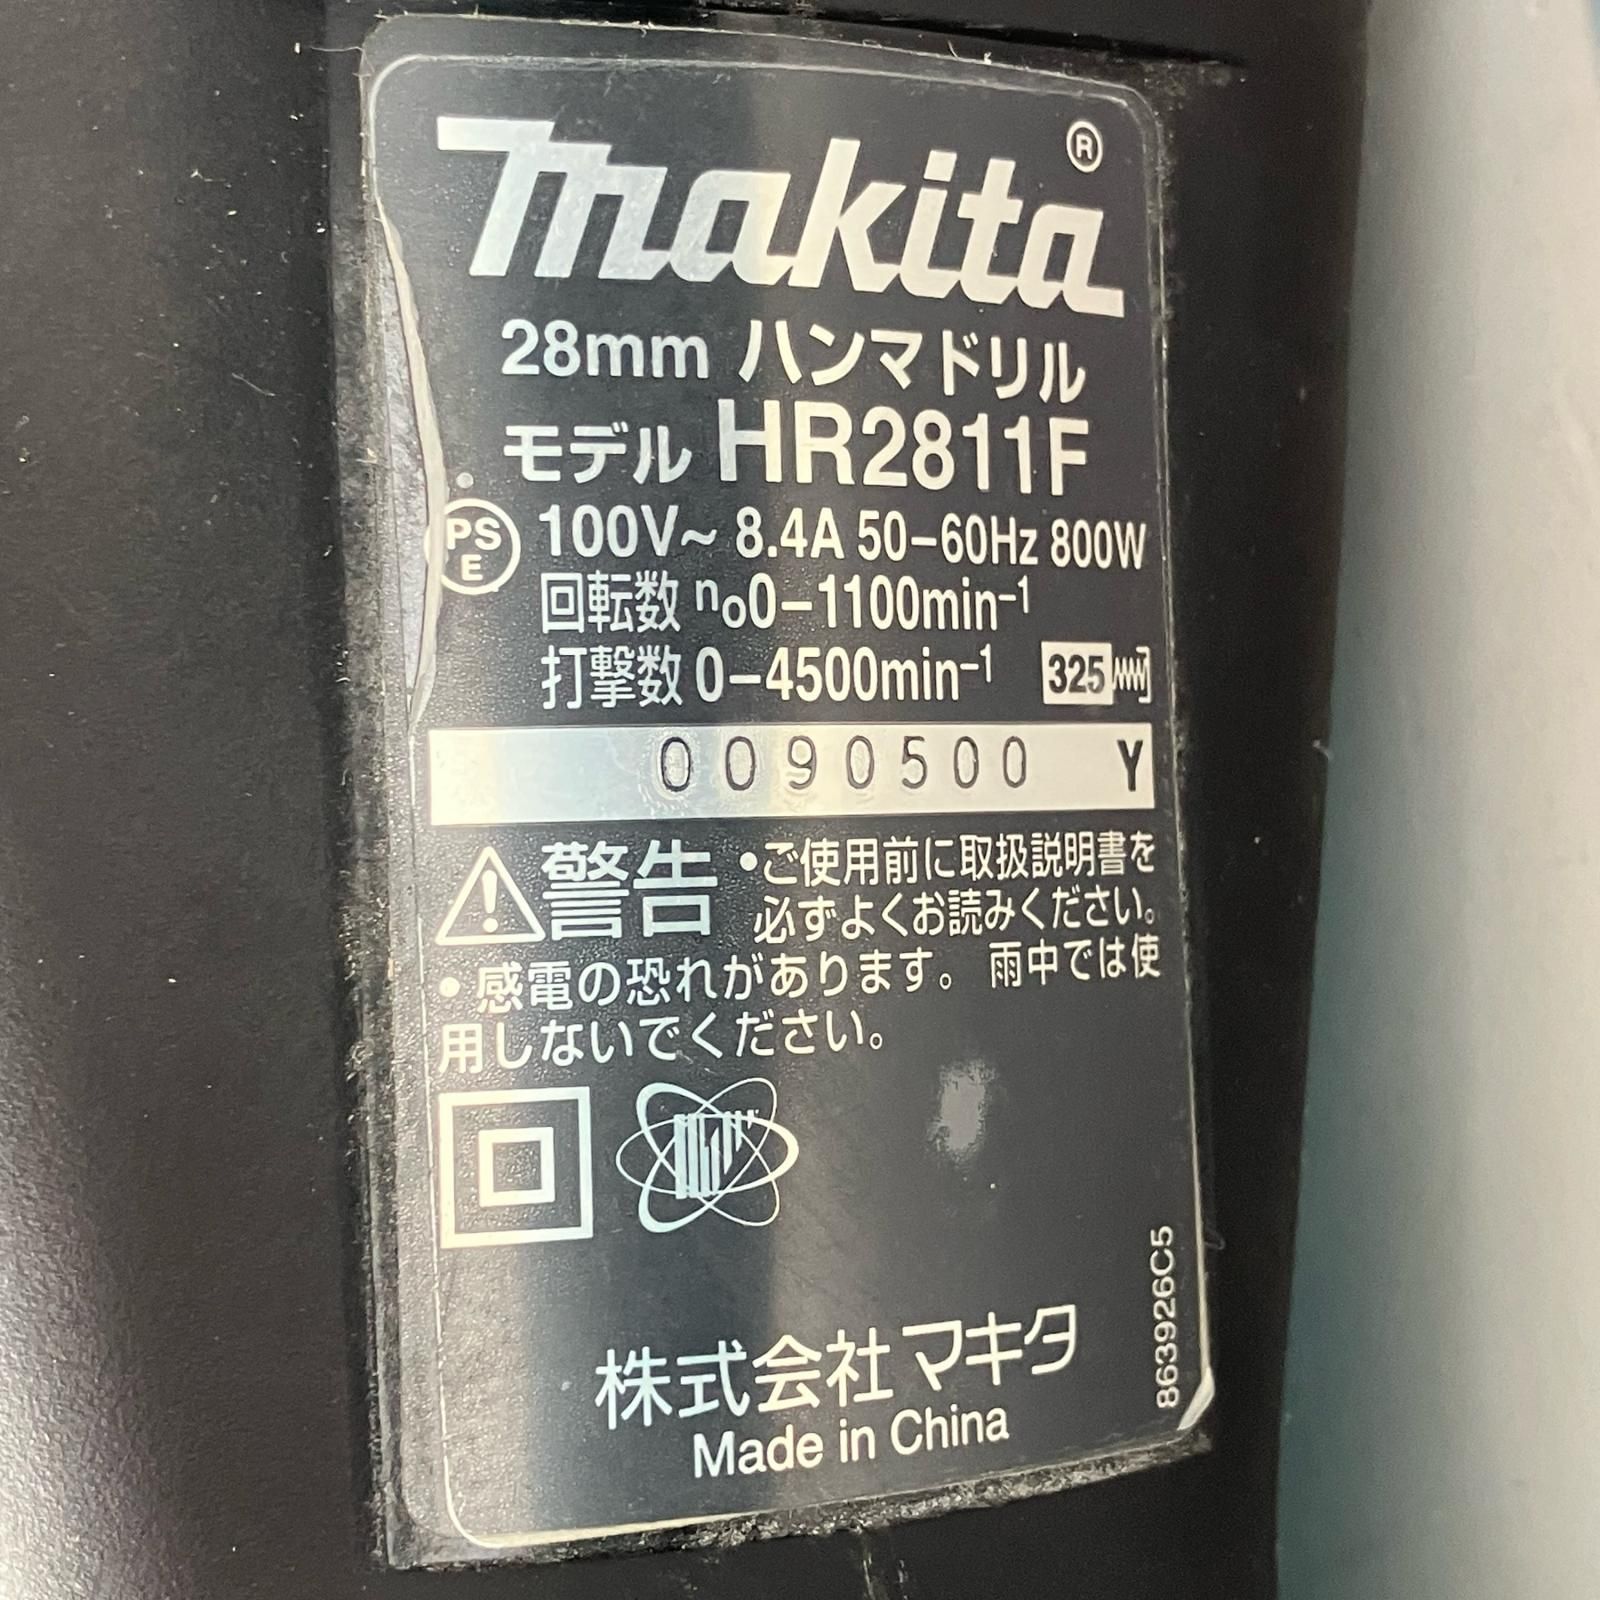 makita®
28mm ハンマドリル
モデル HR2811F
PS E 100V~ 8.4A 50-60Hz 800W
回転数 no0-1100min-1
打撃数 0-4500min-1 325
0090500 Y
警告 •ご使用前に取扱説明書を
必ずよくお読みください。
•感電の恐れがあります。 雨中では使
用しないでください。
863926C5
株式会社マキタ
Made in China